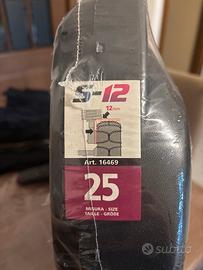 S-12
12mm
Art. 16469
25
MISURA - SIZE
TAILLE - GRÖßE
subito